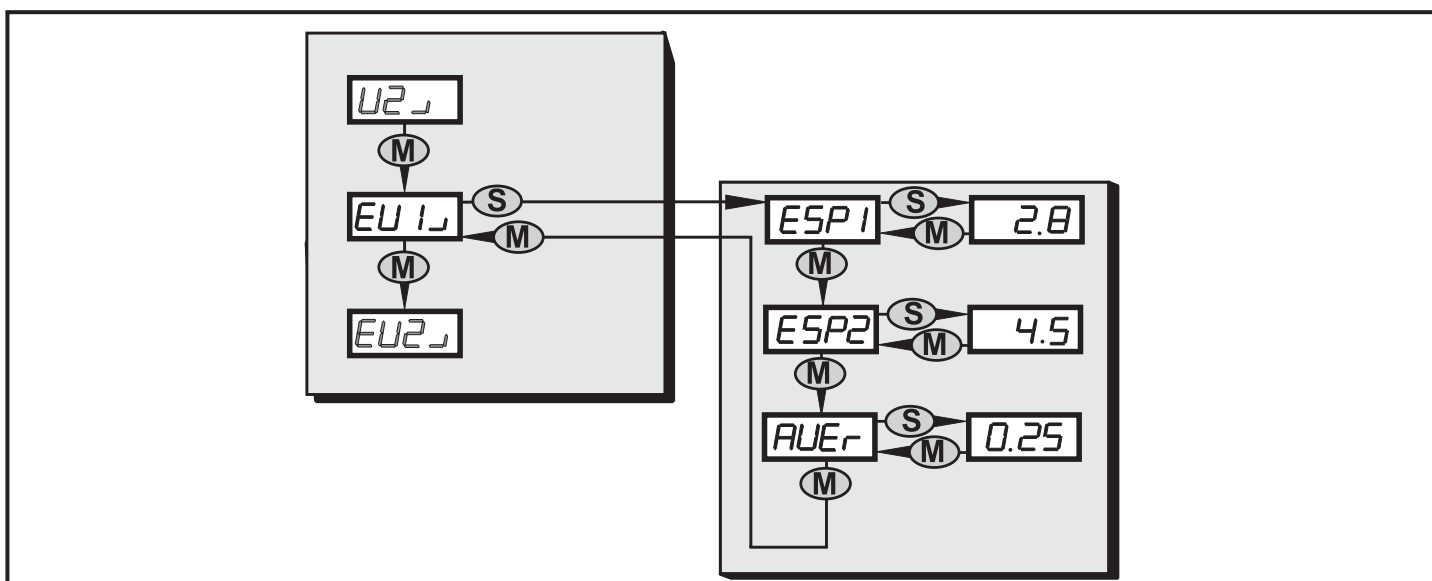 U2⌟
M
EU1⌟ S
M
M
EU2⌟
ESP1 S 2.8
M
M
ESP2 S 4.5
M
M
AUEr S 0.25
M
M